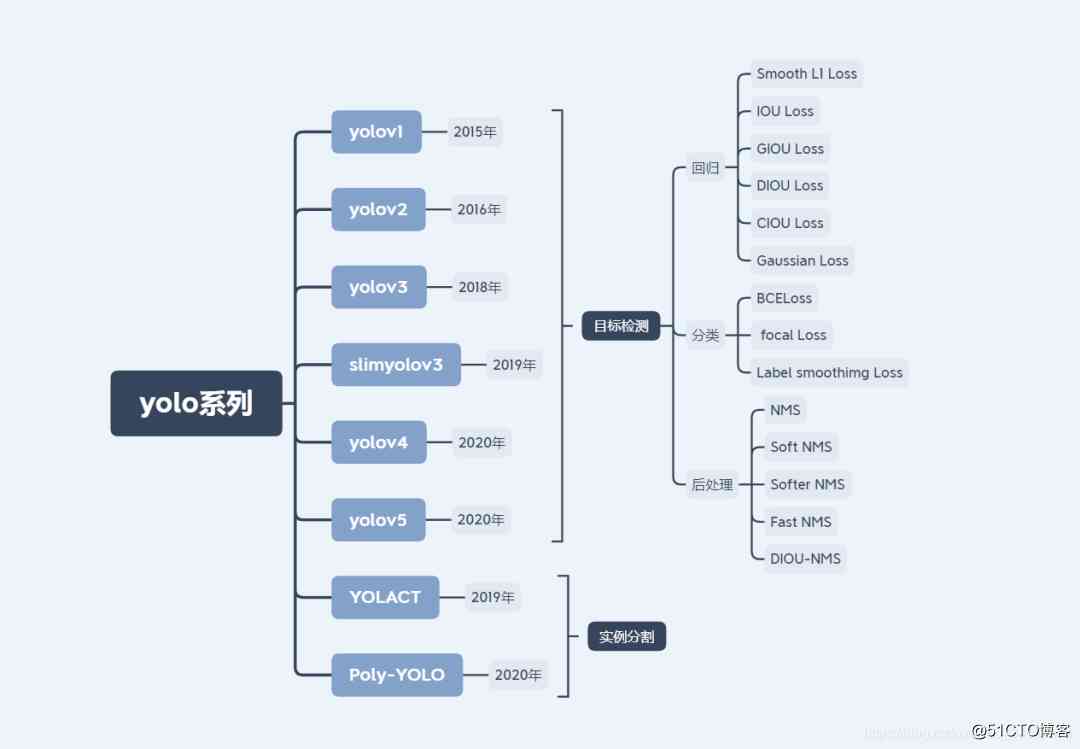 yolo系列
yolov1
2015年
yolov2
2016年
yolov3
2018年
slimyolov3
2019年
yolov4
2020年
yolov5
2020年
YOLACT
2019年
Poly-YOLO
2020年
目标检测
回归
Smooth L1 Loss
IOU Loss
GIOU Loss
DIOU Loss
CIOU Loss
Gaussian Loss
分类
BCELoss
focal Loss
Label smoothimg Loss
后处理
NMS
Soft NMS
Softer NMS
Fast NMS
DIOU-NMS
实例分割
@51CTO博客